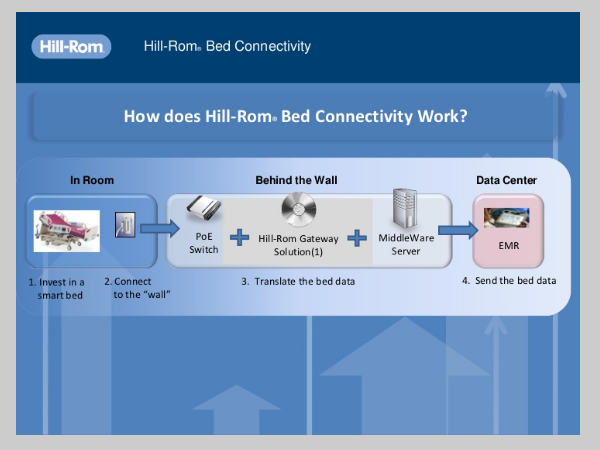 Hill-Rom
Hill-Rom® Bed Connectivity
How does Hill-Rom® Bed Connectivity Work?
In Room
Behind the Wall
Data Center
PoE
Switch
Hill-Rom Gateway
Solution(1)
MiddleWare
Server
EMR
1. Invest in a
smart bed
2. Connect
to the “wall”
3. Translate the bed data
4. Send the bed data